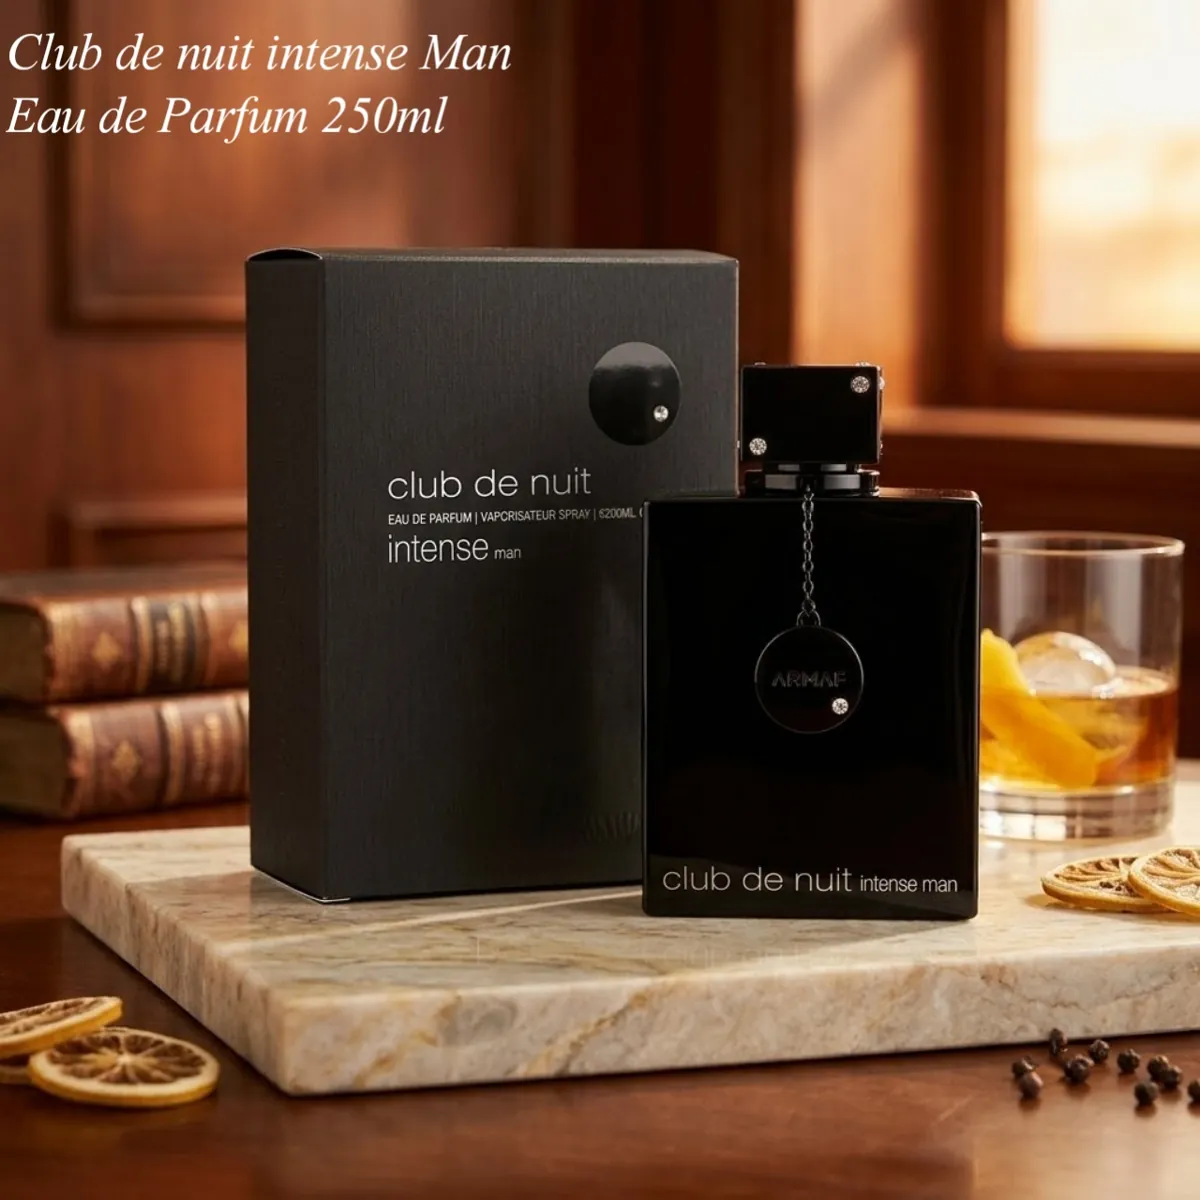 Club de nuit intense Man
Eau de Parfum 250ml
club de nuit
EAU DE PARFUM | VAPCRISATEUR SPRAY | €200ML
intense man
ARMAF
club de nuit intense man